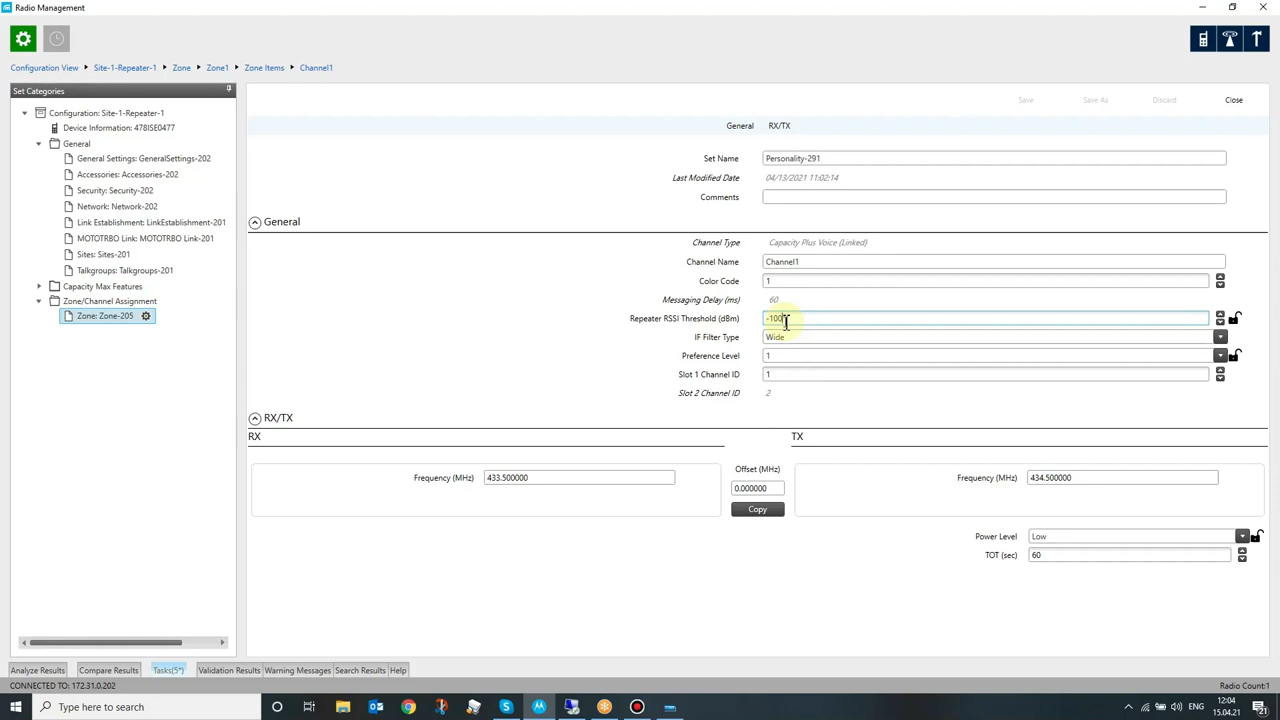 Radio Management
Configuration View Site-1-Repeater-1 Zone Zone1 Zone Items Channel1
Set Categories
Configuration: Site-1-Repeater-1
Device Information: 478ISE0477
General
General Settings: GeneralSettings-202
Accessories: Accessories-202
Security: Security-202
Network: Network-202
Link Establishment: LinkEstablishment-201
MOTOTRBO Link: MOTOTRBO Link-201
Sites: Sites-201
Talkgroups: Talkgroups-201
Capacity Max Features
Zone/Channel Assignment
Zone: Zone-205
Save Save As Discard Close
General RX/TX
Set Name Personality-291
Last Modified Date 04/13/2021 11:02:14
Comments
General
Channel Type Capacity Plus Voice (Linked)
Channel Name Channel1
Color Code 1
Messaging Delay (ms) 60
Repeater RSSI Threshold (dBm) -100
IF Filter Type Wide
Preference Level 1
Slot 1 Channel ID 1
Slot 2 Channel ID 2
RX/TX
RX TX
Frequency (MHz) 433.500000 Offset (MHz) 0.000000 Copy Frequency (MHz) 434.500000
Power Level Low
TOT (sec) 60
Analyze Results Compare Results Tasks(5*) Validation Results Warning Messages Search Results Help
CONNECTED TO: 172.31.0.202 Radio Count:1
Type here to search ENG 12:04 15.04.21 21